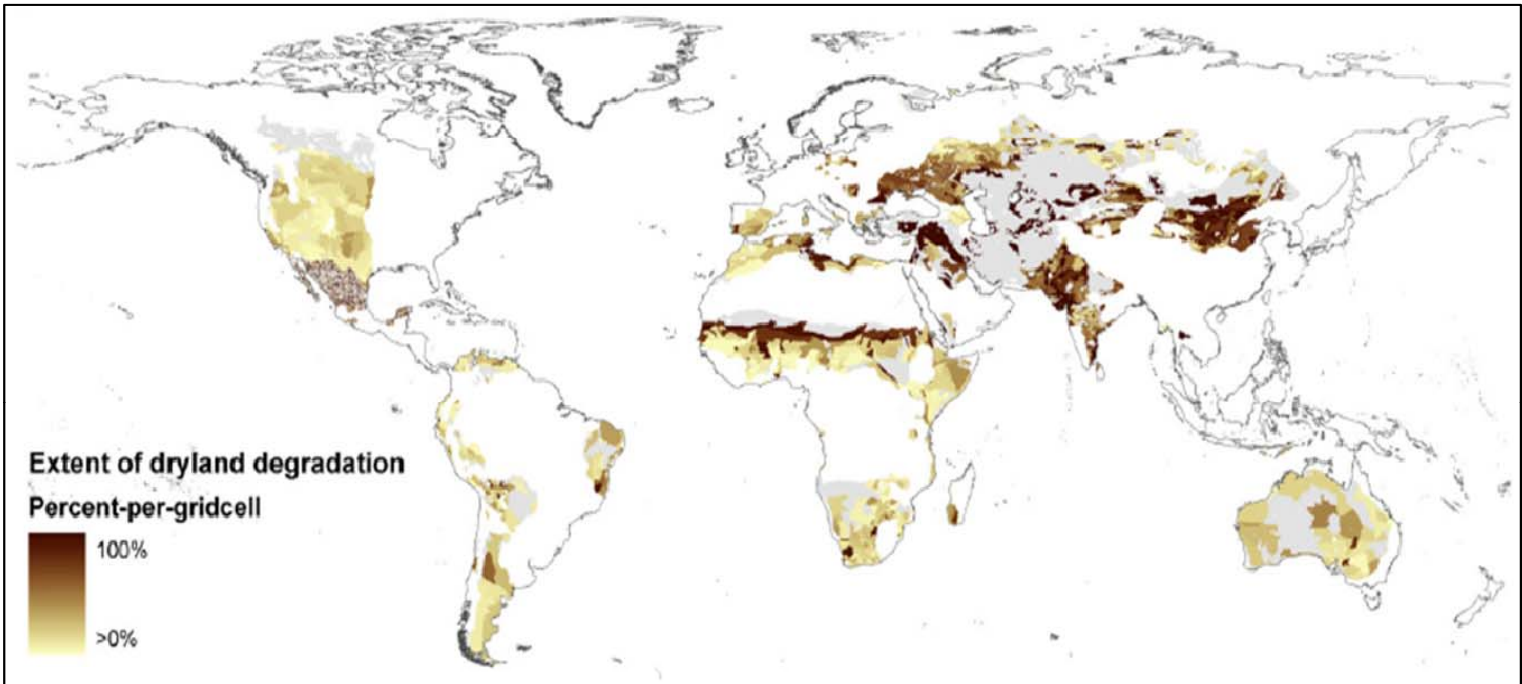 Extent of dryland degradation
Percent-per-gridcell
100%
>0%